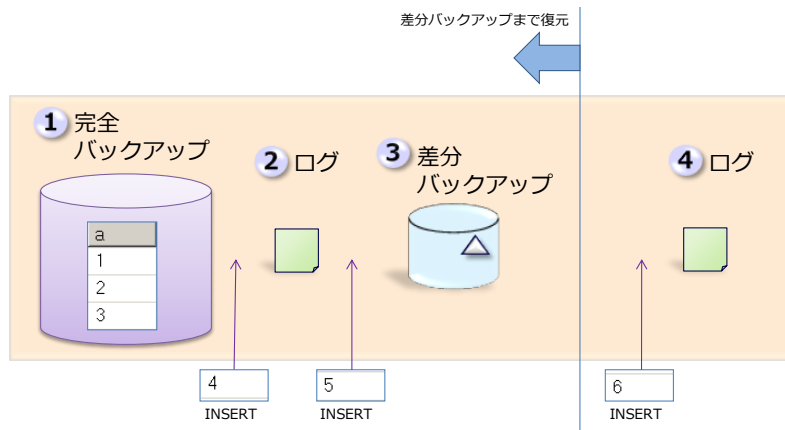 差分バックアップまで復元
1 完全
バックアップ
2 ログ
3 差分
バックアップ
4 ログ
a
1
2
3
4
INSERT
5
INSERT
6
INSERT